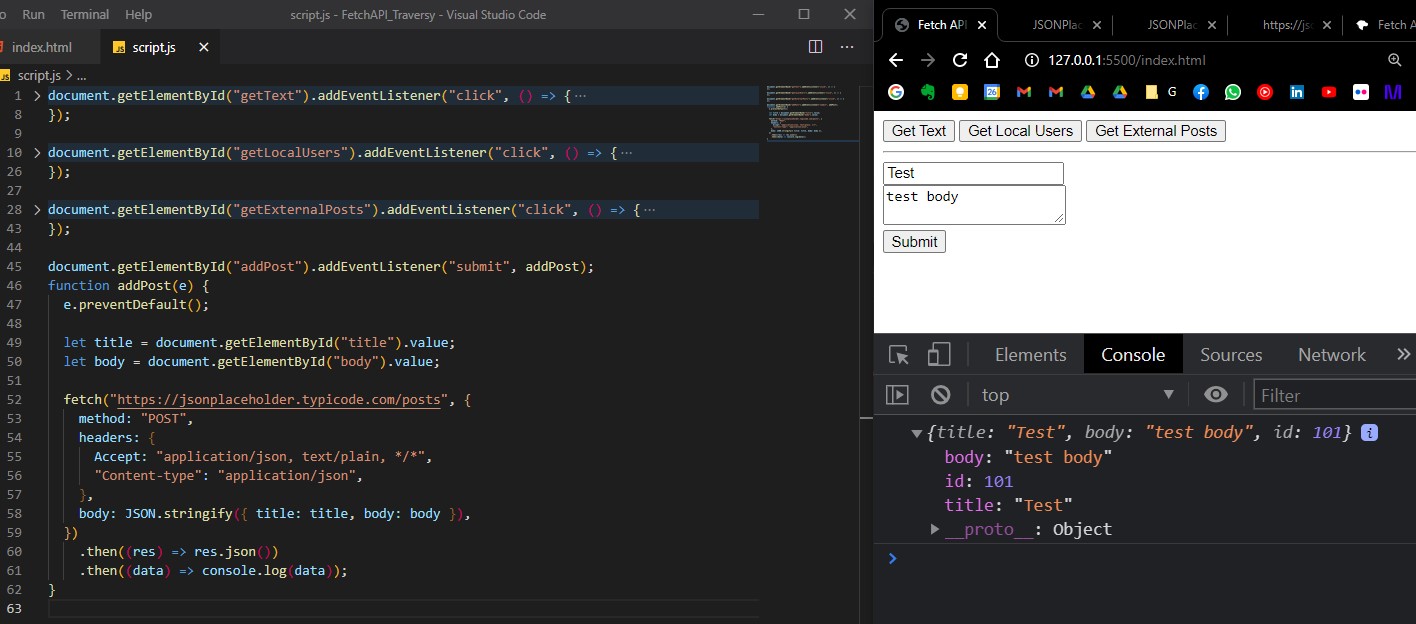 o Run Terminal Help script.js - FetchAPI_Traversy - Visual Studio Code
index.html JS script.js
JS script.js > ...
1 document.getElementById("getText").addEventListener("click", () => { ...
8 });
9
10 document.getElementById("getLocalUsers").addEventListener("click", () => { ...
26 });
27
28 document.getElementById("getExternalPosts").addEventListener("click", () => { ...
43 });
44
45 document.getElementById("addPost").addEventListener("submit", addPost);
46 function addPost(e) {
47 e.preventDefault();
48
49 let title = document.getElementById("title").value;
50 let body = document.getElementById("body").value;
51
52 fetch("https://jsonplaceholder.typicode.com/posts", {
53 method: "POST",
54 headers: {
55 Accept: "application/json, text/plain, */*",
56 "Content-type": "application/json",
57 },
58 body: JSON.stringify({ title: title, body: body }),
59 })
60 .then((res) => res.json())
61 .then((data) => console.log(data));
62 }
63
Fetch API JSONPlac JSONPlac https://jso Fetch A
127.0.0.1:5500/index.html
26 G
Get Text Get Local Users Get External Posts
Test
test body
Submit
Elements Console Sources Network »
top Filter
{title: "Test", body: "test body", id: 101} i
body: "test body"
id: 101
title: "Test"
__proto__: Object
>